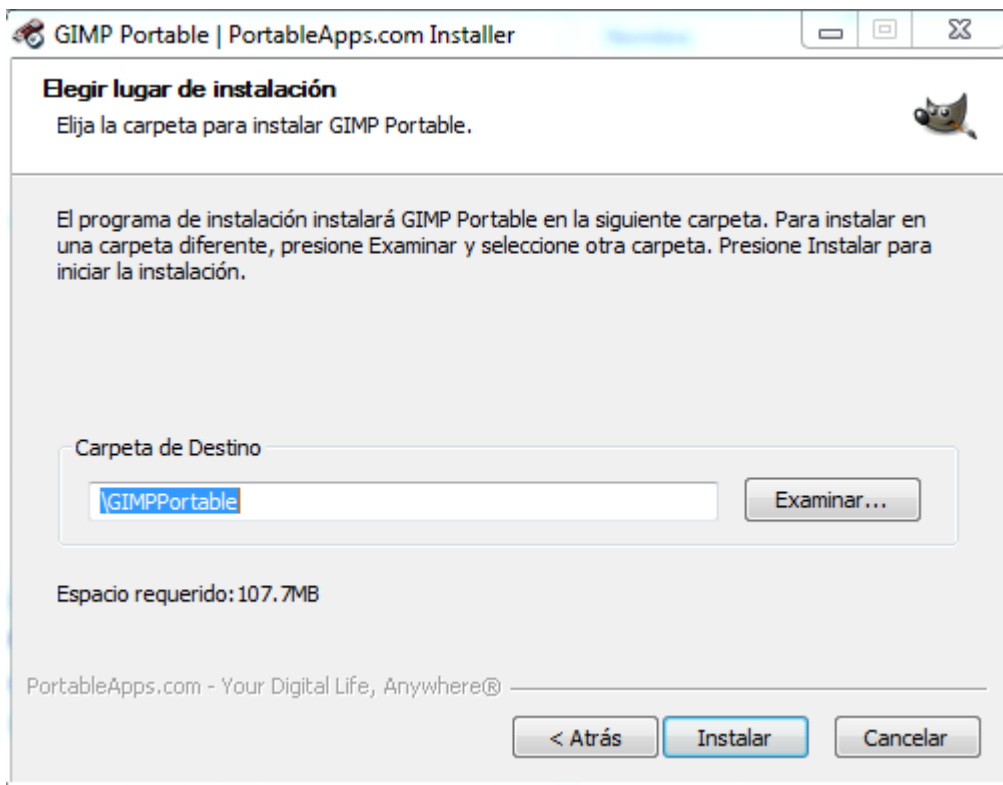 GIMP Portable | PortableApps.com Installer
Elegir lugar de instalación
Elija la carpeta para instalar GIMP Portable.
El programa de instalación instalará GIMP Portable en la siguiente carpeta. Para instalar en
una carpeta diferente, presione Examinar y seleccione otra carpeta. Presione Instalar para
iniciar la instalación.
Carpeta de Destino
\GIMPPortable
Examinar...
Espacio requerido: 107.7MB
PortableApps.com - Your Digital Life, Anywhere®
< Atrás
Instalar
Cancelar